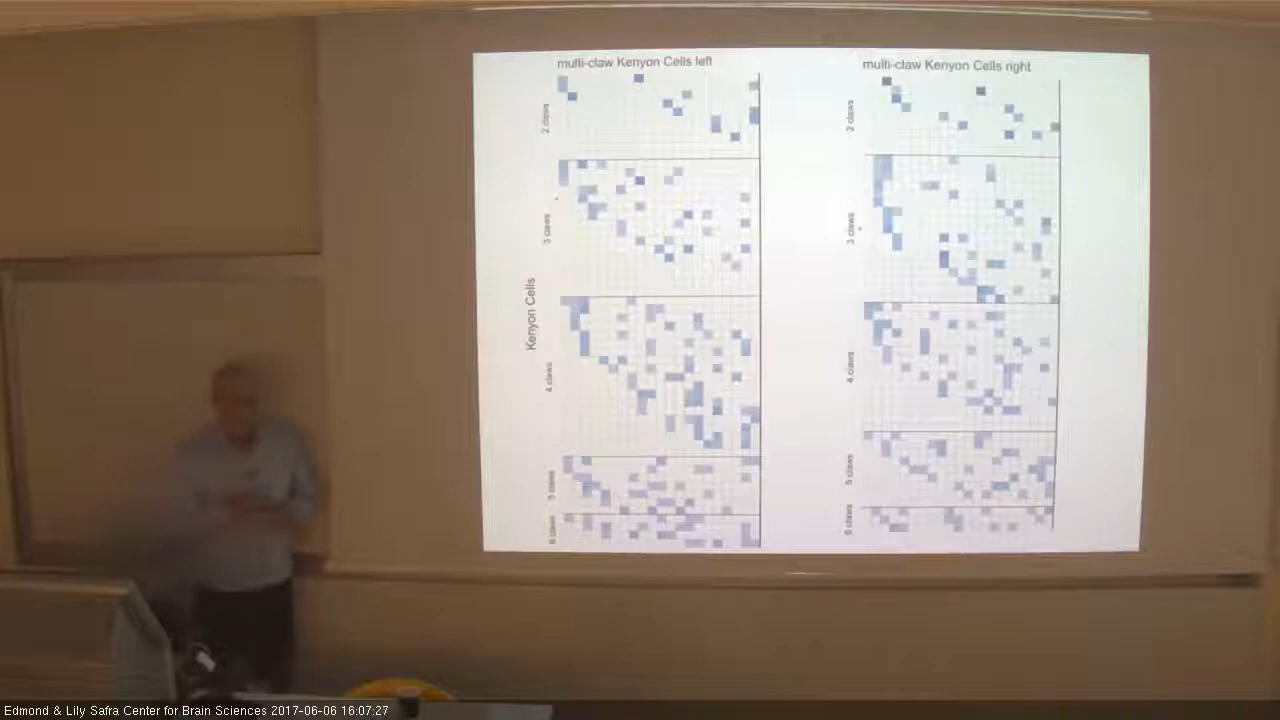 multi-claw Kenyon Cells left
multi-claw Kenyon Cells right
Kenyon Cells
2 claws
3 claws
4 claws
5 claws
6 claws
2 claws
3 claws
4 claws
5 claws
6 claws
Edmond & Lily Safra Center for Brain Sciences 2017-06-06 16:07:27